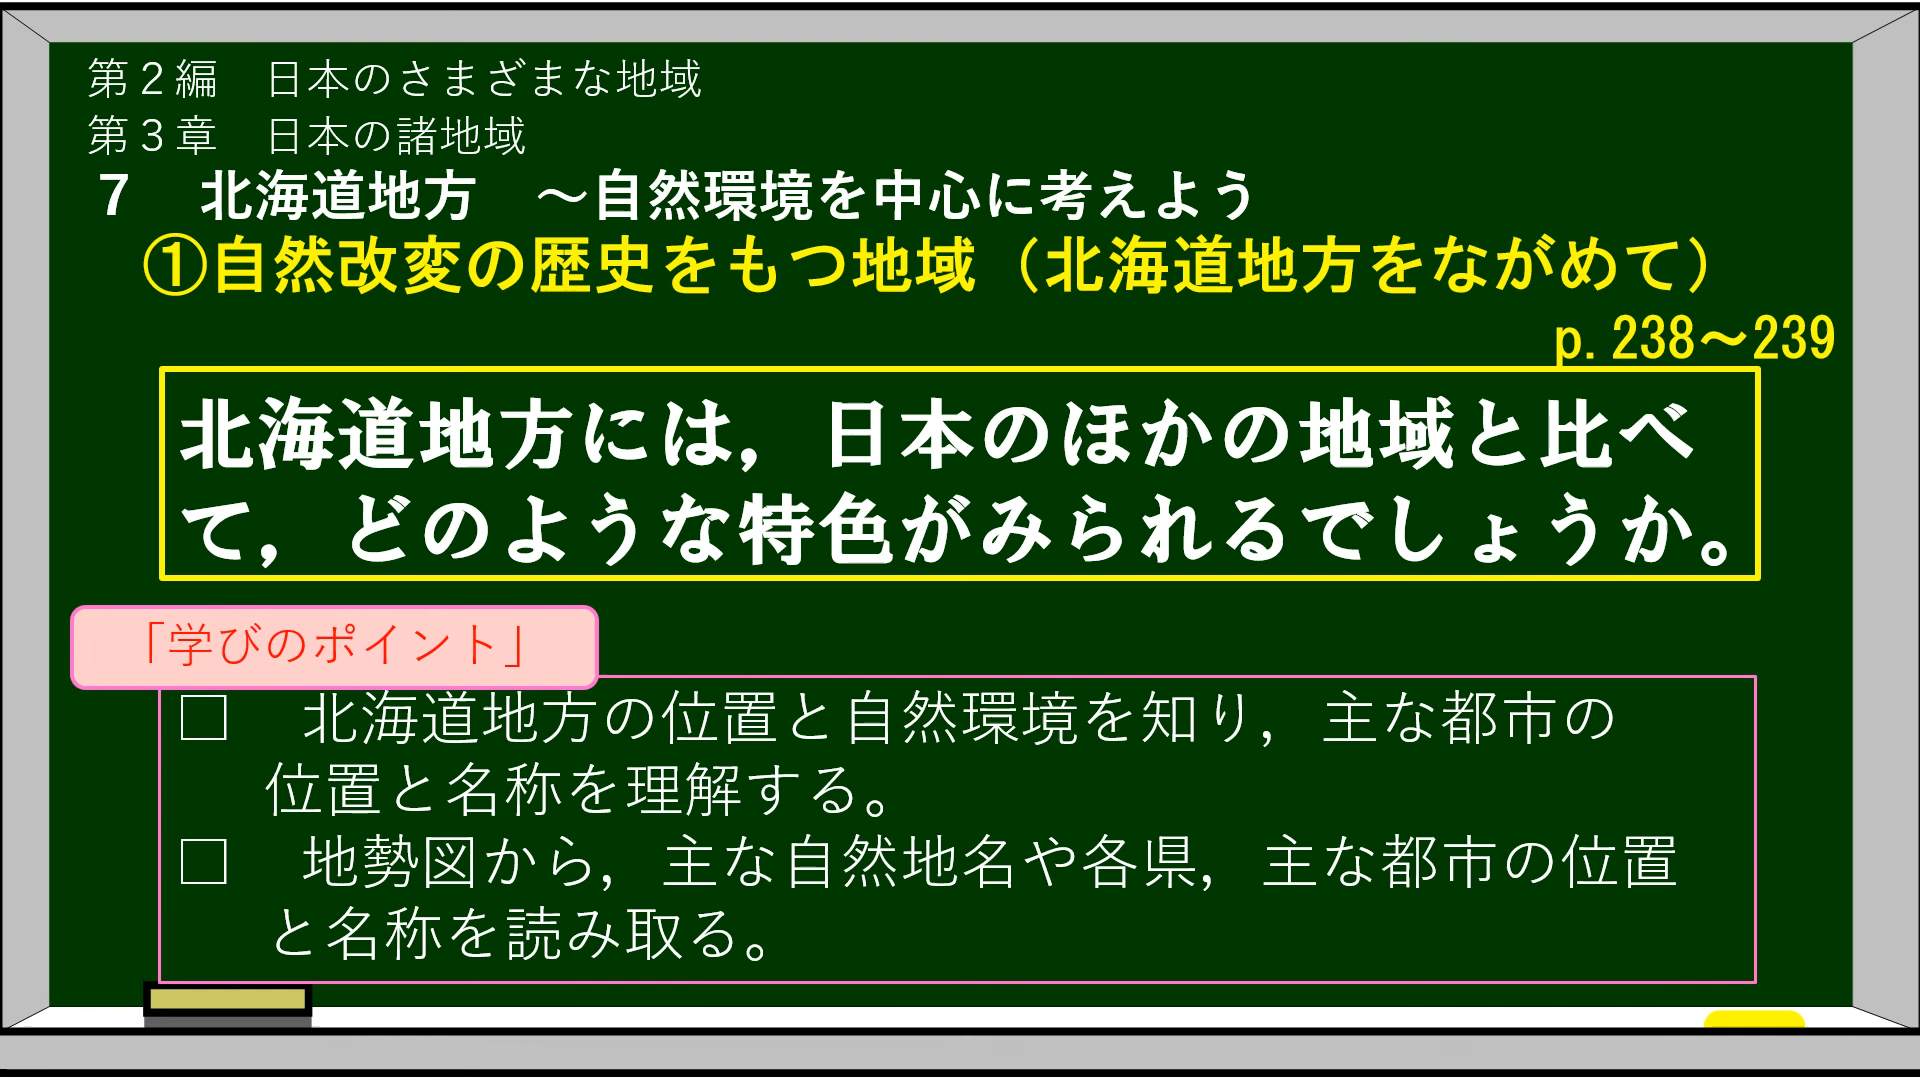 第２編　日本のさまざまな地域
第３章　日本の諸地域
７　北海道地方　～自然環境を中心に考えよう
①自然改変の歴史をもつ地域（北海道地方をながめて）
p.238～239
北海道地方には，日本のほかの地域と比べ
て，どのような特色がみられるでしょうか。
「学びのポイント」
□　北海道地方の位置と自然環境を知り，主な都市の
位置と名称を理解する。
□　地勢図から，主な自然地名や各県，主な都市の位置
と名称を読み取る。